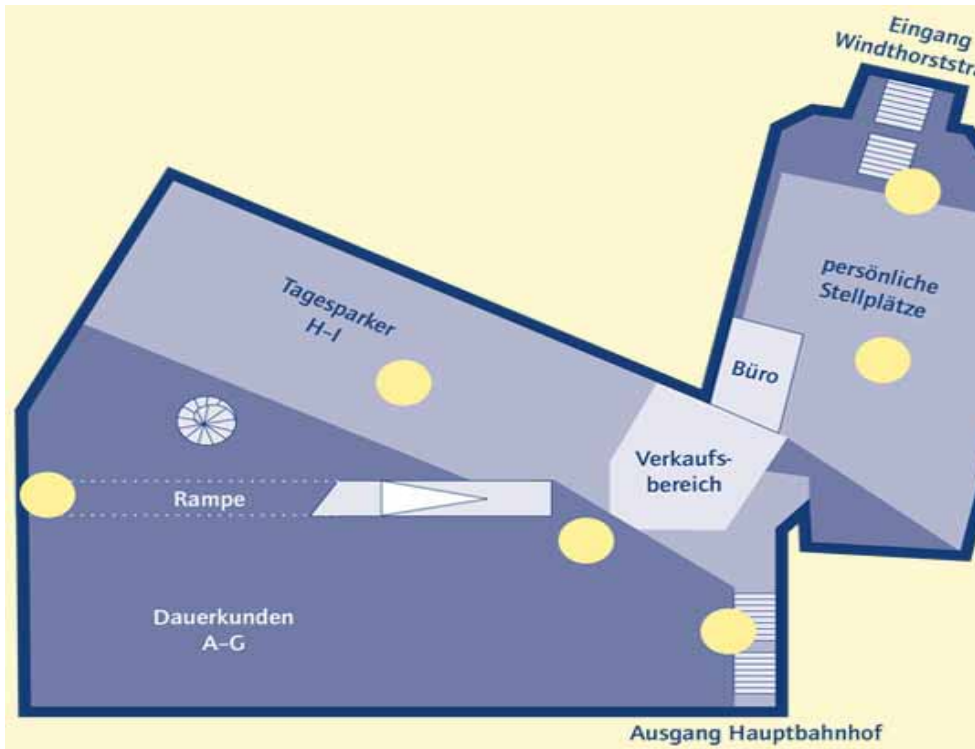 Eingang
Windthorststr
persönliche
Stellplätze
Tagesparker
H–I
Büro
Verkaufs-
bereich
Rampe
Dauerkunden
A–G
Ausgang Hauptbahnhof